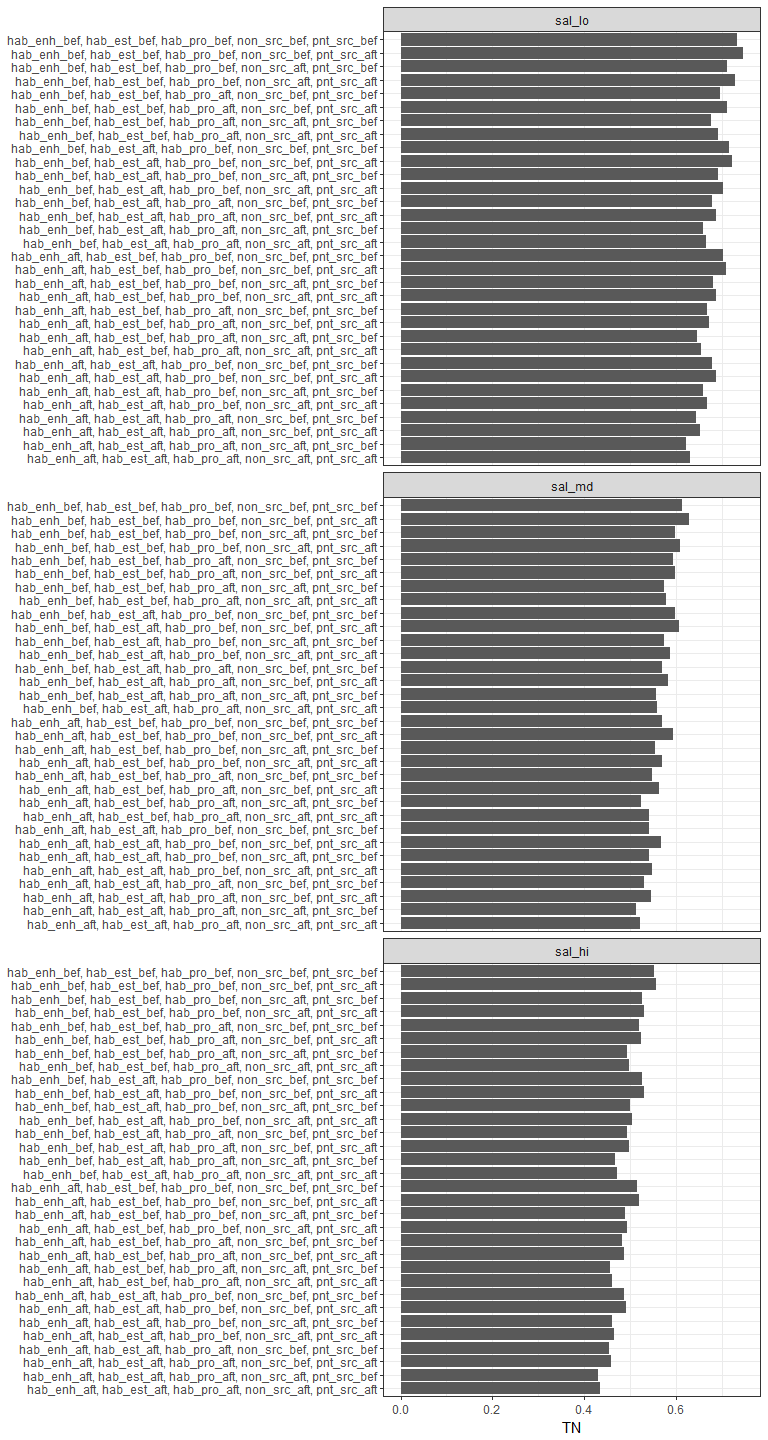 sal_lo
hab_enh_bef, hab_est_bef, hab_pro_bef, non_src_bef, pnt_src_bef
hab_enh_bef, hab_est_bef, hab_pro_bef, non_src_bef, pnt_src_aft
hab_enh_bef, hab_est_bef, hab_pro_bef, non_src_aft, pnt_src_bef
hab_enh_bef, hab_est_bef, hab_pro_bef, non_src_aft, pnt_src_aft
hab_enh_bef, hab_est_bef, hab_pro_aft, non_src_bef, pnt_src_bef
hab_enh_bef, hab_est_bef, hab_pro_aft, non_src_bef, pnt_src_aft
hab_enh_bef, hab_est_bef, hab_pro_aft, non_src_aft, pnt_src_bef
hab_enh_bef, hab_est_bef, hab_pro_aft, non_src_aft, pnt_src_aft
hab_enh_bef, hab_est_aft, hab_pro_bef, non_src_bef, pnt_src_bef
hab_enh_bef, hab_est_aft, hab_pro_bef, non_src_bef, pnt_src_aft
hab_enh_bef, hab_est_aft, hab_pro_bef, non_src_aft, pnt_src_bef
hab_enh_bef, hab_est_aft, hab_pro_bef, non_src_aft, pnt_src_aft
hab_enh_bef, hab_est_aft, hab_pro_aft, non_src_bef, pnt_src_bef
hab_enh_bef, hab_est_aft, hab_pro_aft, non_src_bef, pnt_src_aft
hab_enh_bef, hab_est_aft, hab_pro_aft, non_src_aft, pnt_src_bef
hab_enh_bef, hab_est_aft, hab_pro_aft, non_src_aft, pnt_src_aft
hab_enh_aft, hab_est_bef, hab_pro_bef, non_src_bef, pnt_src_bef
hab_enh_aft, hab_est_bef, hab_pro_bef, non_src_bef, pnt_src_aft
hab_enh_aft, hab_est_bef, hab_pro_bef, non_src_aft, pnt_src_bef
hab_enh_aft, hab_est_bef, hab_pro_bef, non_src_aft, pnt_src_aft
hab_enh_aft, hab_est_bef, hab_pro_aft, non_src_bef, pnt_src_bef
hab_enh_aft, hab_est_bef, hab_pro_aft, non_src_bef, pnt_src_aft
hab_enh_aft, hab_est_bef, hab_pro_aft, non_src_aft, pnt_src_bef
hab_enh_aft, hab_est_bef, hab_pro_aft, non_src_aft, pnt_src_aft
hab_enh_aft, hab_est_aft, hab_pro_bef, non_src_bef, pnt_src_bef
hab_enh_aft, hab_est_aft, hab_pro_bef, non_src_bef, pnt_src_aft
hab_enh_aft, hab_est_aft, hab_pro_bef, non_src_aft, pnt_src_bef
hab_enh_aft, hab_est_aft, hab_pro_bef, non_src_aft, pnt_src_aft
hab_enh_aft, hab_est_aft, hab_pro_aft, non_src_bef, pnt_src_bef
hab_enh_aft, hab_est_aft, hab_pro_aft, non_src_bef, pnt_src_aft
hab_enh_aft, hab_est_aft, hab_pro_aft, non_src_aft, pnt_src_bef
hab_enh_aft, hab_est_aft, hab_pro_aft, non_src_aft, pnt_src_aft
sal_md
hab_enh_bef, hab_est_bef, hab_pro_bef, non_src_bef, pnt_src_bef
hab_enh_bef, hab_est_bef, hab_pro_bef, non_src_bef, pnt_src_aft
hab_enh_bef, hab_est_bef, hab_pro_bef, non_src_aft, pnt_src_bef
hab_enh_bef, hab_est_bef, hab_pro_bef, non_src_aft, pnt_src_aft
hab_enh_bef, hab_est_bef, hab_pro_aft, non_src_bef, pnt_src_bef
hab_enh_bef, hab_est_bef, hab_pro_aft, non_src_bef, pnt_src_aft
hab_enh_bef, hab_est_bef, hab_pro_aft, non_src_aft, pnt_src_bef
hab_enh_bef, hab_est_bef, hab_pro_aft, non_src_aft, pnt_src_aft
hab_enh_bef, hab_est_aft, hab_pro_bef, non_src_bef, pnt_src_bef
hab_enh_bef, hab_est_aft, hab_pro_bef, non_src_bef, pnt_src_aft
hab_enh_bef, hab_est_aft, hab_pro_bef, non_src_aft, pnt_src_bef
hab_enh_bef, hab_est_aft, hab_pro_bef, non_src_aft, pnt_src_aft
hab_enh_bef, hab_est_aft, hab_pro_aft, non_src_bef, pnt_src_bef
hab_enh_bef, hab_est_aft, hab_pro_aft, non_src_bef, pnt_src_aft
hab_enh_bef, hab_est_aft, hab_pro_aft, non_src_aft, pnt_src_bef
hab_enh_bef, hab_est_aft, hab_pro_aft, non_src_aft, pnt_src_aft
hab_enh_aft, hab_est_bef, hab_pro_bef, non_src_bef, pnt_src_bef
hab_enh_aft, hab_est_bef, hab_pro_bef, non_src_bef, pnt_src_aft
hab_enh_aft, hab_est_bef, hab_pro_bef, non_src_aft, pnt_src_bef
hab_enh_aft, hab_est_bef, hab_pro_bef, non_src_aft, pnt_src_aft
hab_enh_aft, hab_est_bef, hab_pro_aft, non_src_bef, pnt_src_bef
hab_enh_aft, hab_est_bef, hab_pro_aft, non_src_bef, pnt_src_aft
hab_enh_aft, hab_est_bef, hab_pro_aft, non_src_aft, pnt_src_bef
hab_enh_aft, hab_est_bef, hab_pro_aft, non_src_aft, pnt_src_aft
hab_enh_aft, hab_est_aft, hab_pro_bef, non_src_bef, pnt_src_bef
hab_enh_aft, hab_est_aft, hab_pro_bef, non_src_bef, pnt_src_aft
hab_enh_aft, hab_est_aft, hab_pro_bef, non_src_aft, pnt_src_bef
hab_enh_aft, hab_est_aft, hab_pro_bef, non_src_aft, pnt_src_aft
hab_enh_aft, hab_est_aft, hab_pro_aft, non_src_bef, pnt_src_bef
hab_enh_aft, hab_est_aft, hab_pro_aft, non_src_bef, pnt_src_aft
hab_enh_aft, hab_est_aft, hab_pro_aft, non_src_aft, pnt_src_bef
hab_enh_aft, hab_est_aft, hab_pro_aft, non_src_aft, pnt_src_aft
sal_hi
hab_enh_bef, hab_est_bef, hab_pro_bef, non_src_bef, pnt_src_bef
hab_enh_bef, hab_est_bef, hab_pro_bef, non_src_bef, pnt_src_aft
hab_enh_bef, hab_est_bef, hab_pro_bef, non_src_aft, pnt_src_bef
hab_enh_bef, hab_est_bef, hab_pro_bef, non_src_aft, pnt_src_aft
hab_enh_bef, hab_est_bef, hab_pro_aft, non_src_bef, pnt_src_bef
hab_enh_bef, hab_est_bef, hab_pro_aft, non_src_bef, pnt_src_aft
hab_enh_bef, hab_est_bef, hab_pro_aft, non_src_aft, pnt_src_bef
hab_enh_bef, hab_est_bef, hab_pro_aft, non_src_aft, pnt_src_aft
hab_enh_bef, hab_est_aft, hab_pro_bef, non_src_bef, pnt_src_bef
hab_enh_bef, hab_est_aft, hab_pro_bef, non_src_bef, pnt_src_aft
hab_enh_bef, hab_est_aft, hab_pro_bef, non_src_aft, pnt_src_bef
hab_enh_bef, hab_est_aft, hab_pro_bef, non_src_aft, pnt_src_aft
hab_enh_bef, hab_est_aft, hab_pro_aft, non_src_bef, pnt_src_bef
hab_enh_bef, hab_est_aft, hab_pro_aft, non_src_bef, pnt_src_aft
hab_enh_bef, hab_est_aft, hab_pro_aft, non_src_aft, pnt_src_bef
hab_enh_bef, hab_est_aft, hab_pro_aft, non_src_aft, pnt_src_aft
hab_enh_aft, hab_est_bef, hab_pro_bef, non_src_bef, pnt_src_bef
hab_enh_aft, hab_est_bef, hab_pro_bef, non_src_bef, pnt_src_aft
hab_enh_aft, hab_est_bef, hab_pro_bef, non_src_aft, pnt_src_bef
hab_enh_aft, hab_est_bef, hab_pro_bef, non_src_aft, pnt_src_aft
hab_enh_aft, hab_est_bef, hab_pro_aft, non_src_bef, pnt_src_bef
hab_enh_aft, hab_est_bef, hab_pro_aft, non_src_bef, pnt_src_aft
hab_enh_aft, hab_est_bef, hab_pro_aft, non_src_aft, pnt_src_bef
hab_enh_aft, hab_est_bef, hab_pro_aft, non_src_aft, pnt_src_aft
hab_enh_aft, hab_est_aft, hab_pro_bef, non_src_bef, pnt_src_bef
hab_enh_aft, hab_est_aft, hab_pro_bef, non_src_bef, pnt_src_aft
hab_enh_aft, hab_est_aft, hab_pro_bef, non_src_aft, pnt_src_bef
hab_enh_aft, hab_est_aft, hab_pro_bef, non_src_aft, pnt_src_aft
hab_enh_aft, hab_est_aft, hab_pro_aft, non_src_bef, pnt_src_bef
hab_enh_aft, hab_est_aft, hab_pro_aft, non_src_bef, pnt_src_aft
hab_enh_aft, hab_est_aft, hab_pro_aft, non_src_aft, pnt_src_bef
hab_enh_aft, hab_est_aft, hab_pro_aft, non_src_aft, pnt_src_aft
0.0 0.2 0.4 0.6
TN